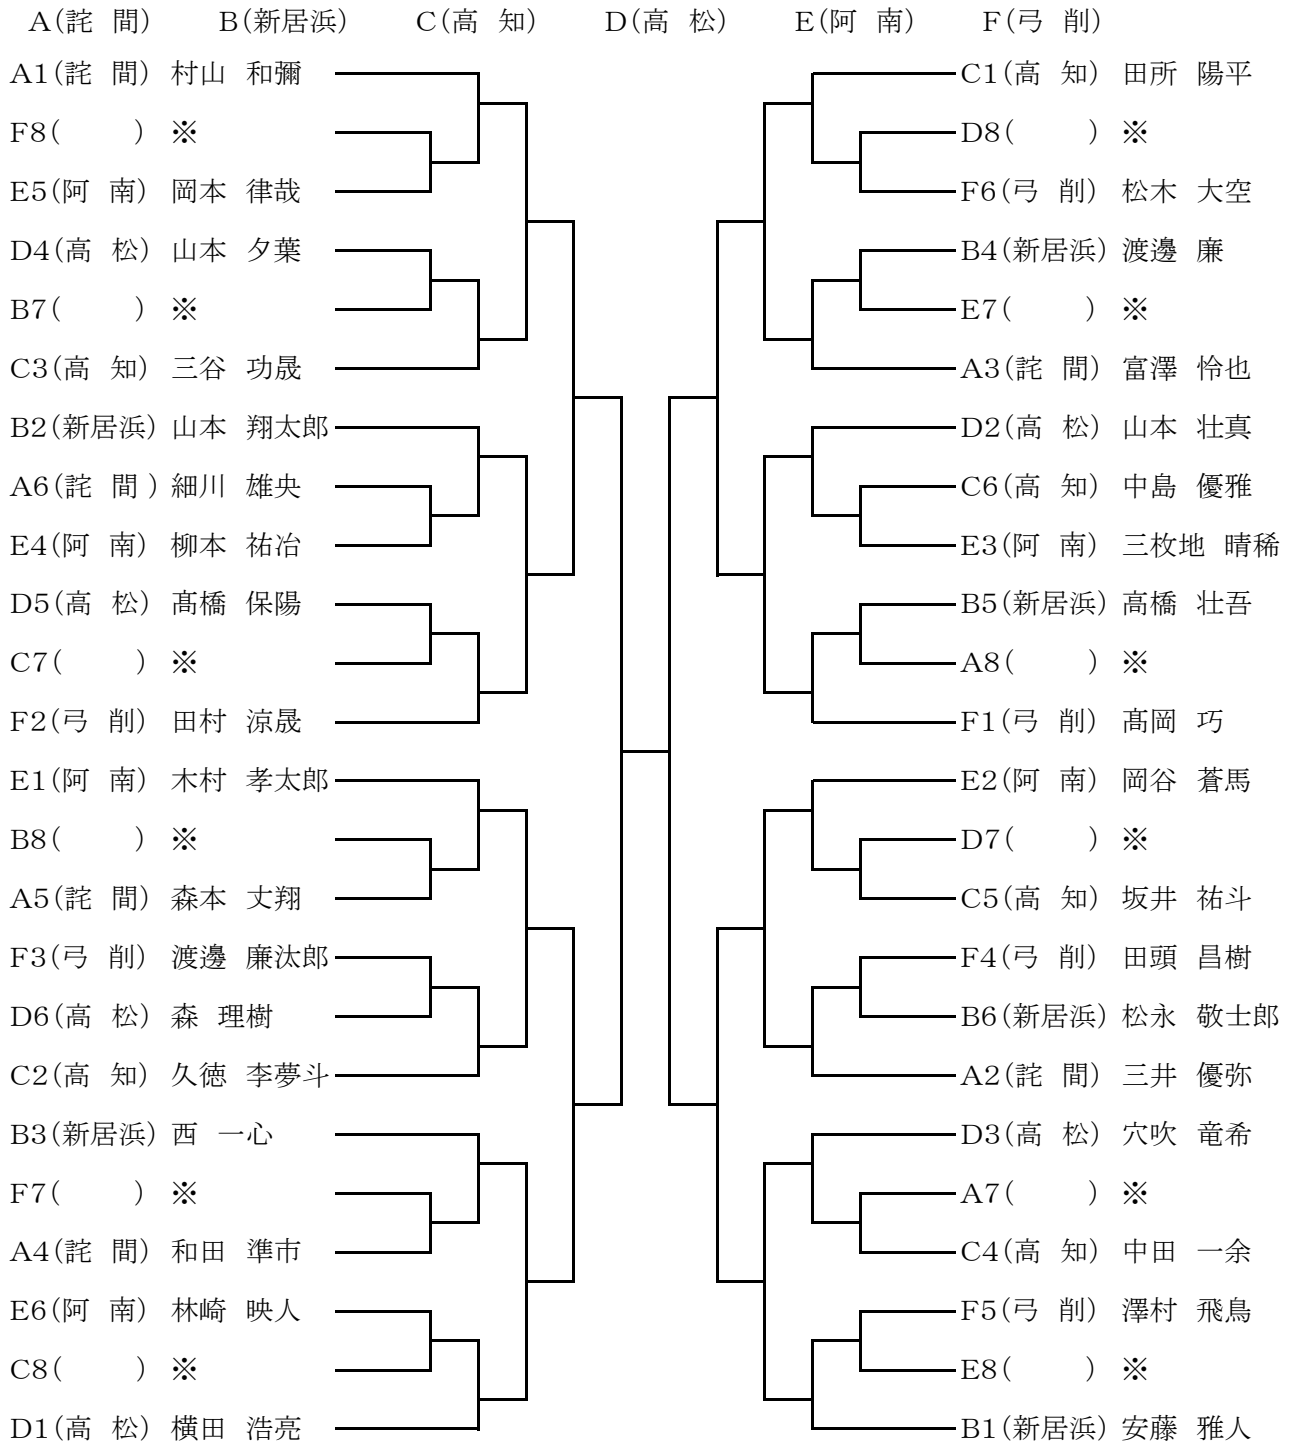 A(詫 間) B(新居浜) C(高 知) D(高 松) E(阿 南) F(弓 削)
A1(詫 間) 村山 和彌
F8( ) ※
E5(阿 南) 岡本 律哉
D4(高 松) 山本 夕葉
B7( ) ※
C3(高 知) 三谷 功晟
B2(新居浜) 山本 翔太郎
A6(詫 間) 細川 雄央
E4(阿 南) 柳本 祐冶
D5(高 松)髙橋 保陽
C7( ) ※
F2(弓 削) 田村 涼晟
E1(阿 南) 木村 孝太郎
B8( ) ※
A5(詫 間) 森本 丈翔
F3(弓 削) 渡邊 廉汰郎
D6(高 松) 森 理樹
C2(高 知) 久徳 李夢斗
B3(新居浜) 西 一心
F7( ) ※
A4(詫 間) 和田 準市
E6(阿 南) 林崎 映人
C8( ) ※
D1(高 松) 横田 浩亮
C1(高 知) 田所 陽平
D8( ) ※
F6(弓 削) 松木 大空
B4(新居浜) 渡邊 廉
E7( ) ※
A3(詫 間) 富澤 怜也
D2(高 松) 山本 壮真
C6(高 知) 中島 優雅
E3(阿 南) 三枚地 晴稀
B5(新居浜) 高橋 壮吾
A8( ) ※
F1(弓 削) 髙岡 巧
E2(阿 南) 岡谷 蒼馬
D7( ) ※
C5(高 知) 坂井 祐斗
F4(弓 削) 田頭 昌樹
B6(新居浜) 松永 敬士郎
A2(詫 間) 三井 優弥
D3(高 松) 穴吹 竜希
A7( ) ※
C4(高 知) 中田 一余
F5(弓 削) 澤村 飛鳥
E8( ) ※
B1(新居浜) 安藤 雅人